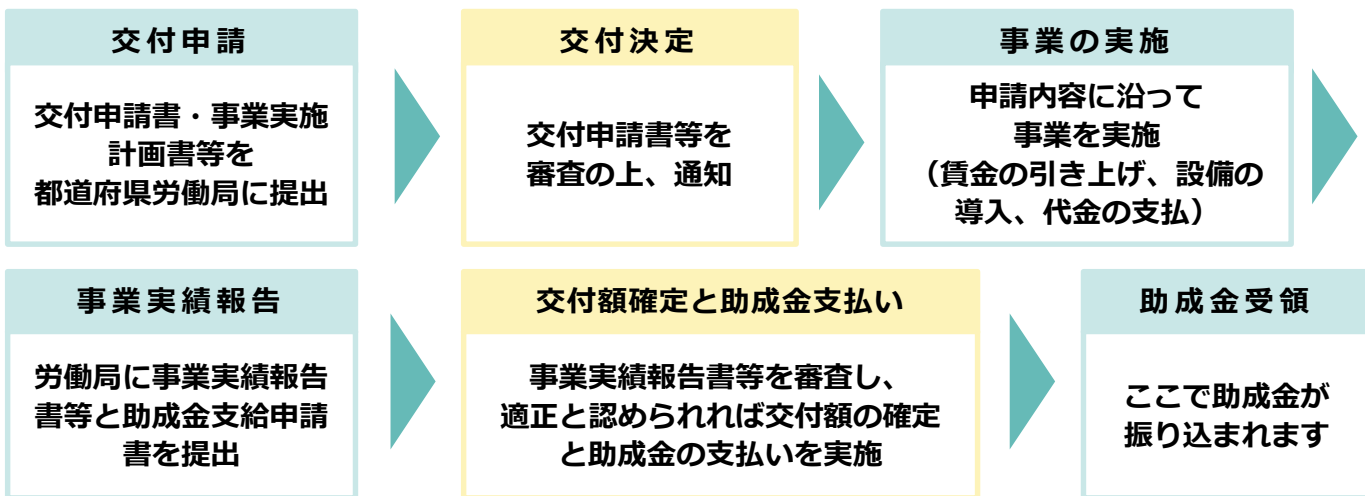 交付申請
交付申請書・事業実施
計画書等を
都道府県労働局に提出
交付決定
交付申請書等を
審査の上、通知
事業の実施
申請内容に沿って
事業を実施
（賃金の引き上げ、設備の
導入、代金の支払）
事業実績報告
労働局に事業実績報告
書等と助成金支給申請
書を提出
交付額確定と助成金支払い
事業実績報告書等を審査し、
適正と認められれば交付額の確定
と助成金の支払いを実施
助成金受領
ここで助成金が
振り込まれます